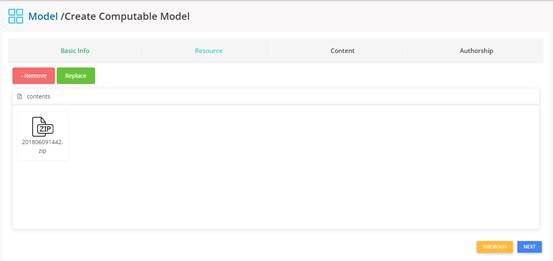 Model /Create Computable Model
Basic Info Resource Content Authorship
- Remove Replace
contents
ZIP
201806091442.
zip
PREVIOUS NEXT